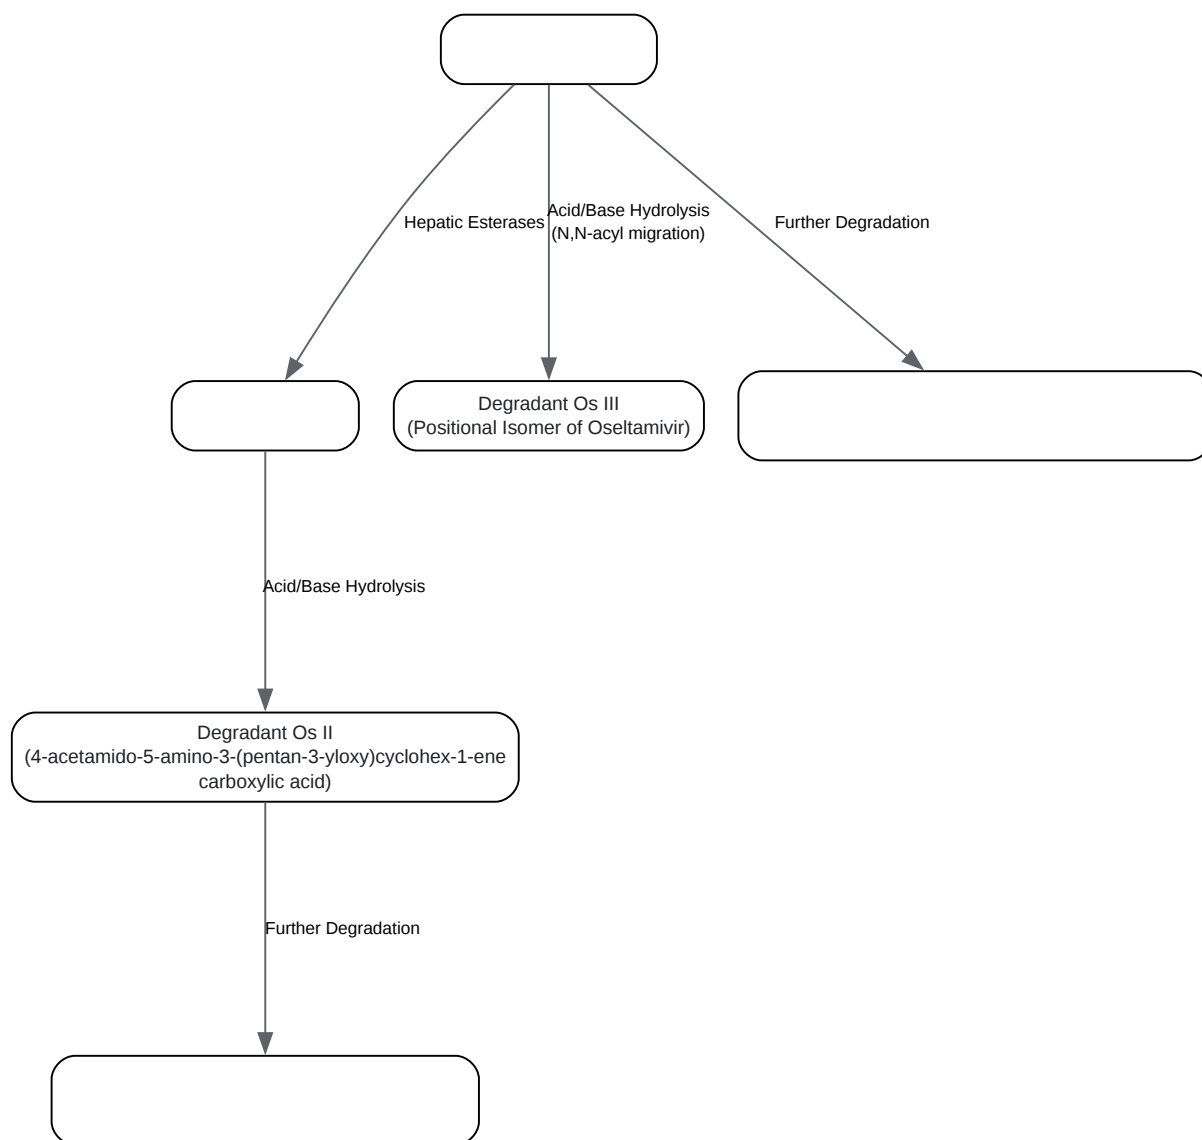 Hepatic Esterases
Acid/Base Hydrolysis
(N,N-acyl migration)
Further Degradation
Degradant Os III
(Positional Isomer of Oseltamivir)
Acid/Base Hydrolysis
Degradant Os II
(4-acetamido-5-amino-3-(pentan-3-yloxy)cyclohex-1-ene
carboxylic acid)
Further Degradation